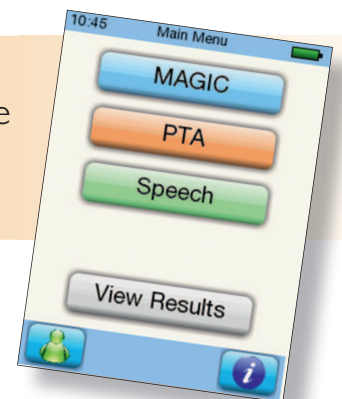 10:45 Main Menu
e
MAGIC
PTA
Speech
View Results
i